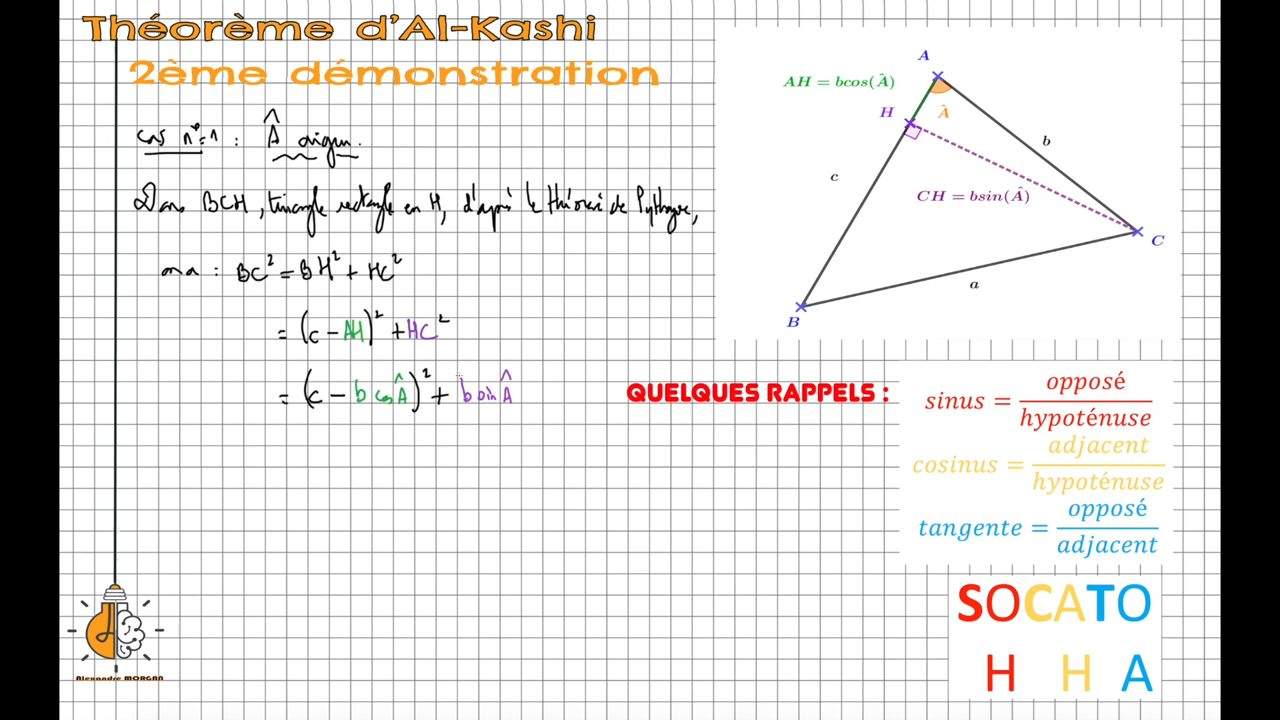 Théorème d'Al-Kashi
2ème démonstration
cas n°=1 : Â aigu.
Dans BCH, triangle rectangle en H, d'après le théorème de Pythagore,
on a : BC² = BH² + HC²
= (c - AH)² + HC²
= (c - b cos Â)² + b sin Â
A
AH = bcos(Â)
H
Â
b
c
CH = bsin(Â)
C
a
B
QUELQUES RAPPELS :
sinus = opposé / hypoténuse
cosinus = adjacent / hypoténuse
tangente = opposé / adjacent
SOCATO
H H A
Alexandre MORGAN